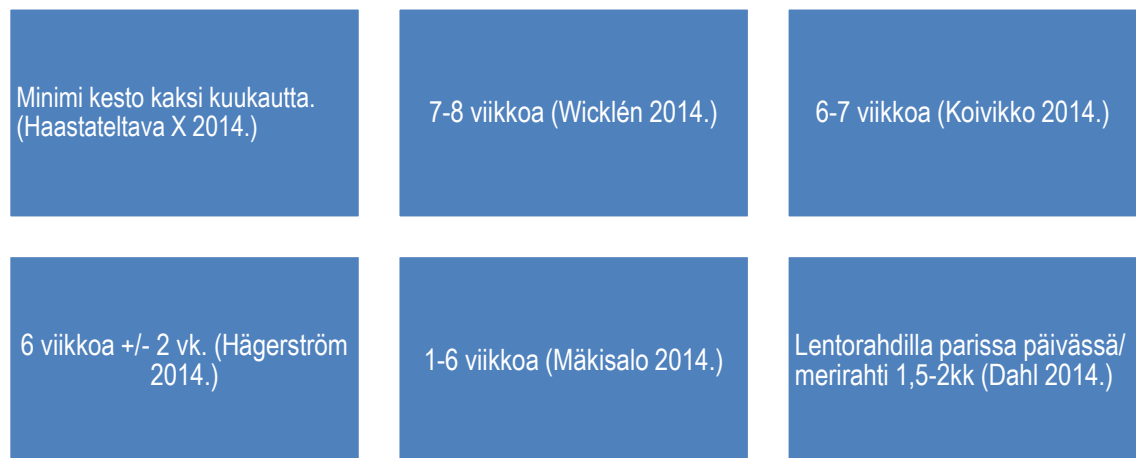 Minimi kesto kaksi kuukautta.
(Haastateltava X 2014.)
7-8 viikkoa (Wicklén 2014.)
6-7 viikkoa (Koivikko 2014.)
6 viikkoa +/- 2 vk. (Hägerström
2014.)
1-6 viikkoa (Mäkisalo 2014.)
Lentorahdilla parissa päivässä/
merirahti 1,5-2kk (Dahl 2014.)